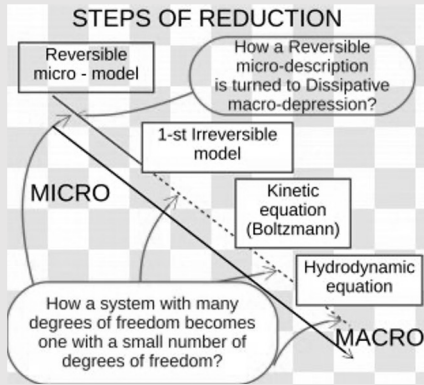 STEPS OF REDUCTION
Reversible
micro - model
How a Reversible
micro-description
is turned to Dissipative
macro-depression?
1-st Irreversible
model
MICRO
Kinetic
equation
(Boltzmann)
Hydrodynamic
equation
How a system with many
degrees of freedom becomes
one with a small number of
degrees of freedom?
MACRO